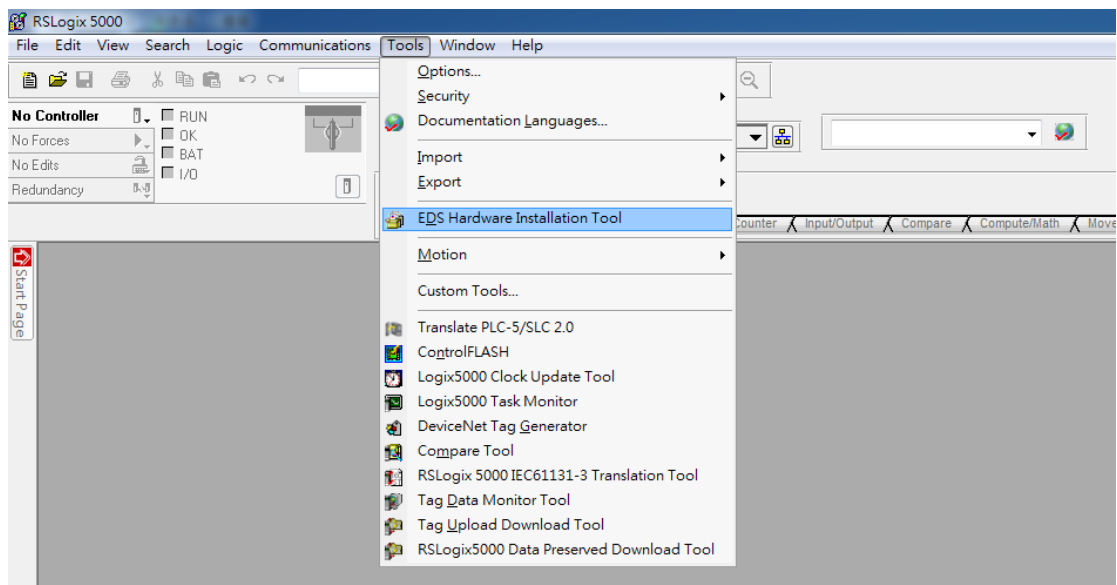 RSLogix 5000
File Edit View Search Logic Communications Tools Window Help
No Controller
No Forces
No Edits
Redundancy
RUN
OK
BAT
I/O
Options...
Security
Documentation Languages...
Import
Export
EDS Hardware Installation Tool
Motion
Custom Tools...
Translate PLC-5/SLC 2.0
ControlFLASH
Logix5000 Clock Update Tool
Logix5000 Task Monitor
DeviceNet Tag Generator
Compare Tool
RSLogix 5000 IEC61131-3 Translation Tool
Tag Data Monitor Tool
Tag Upload Download Tool
RSLogix5000 Data Preserved Download Tool
Counter Input/Output Compare Compute/Math Move
Start Page